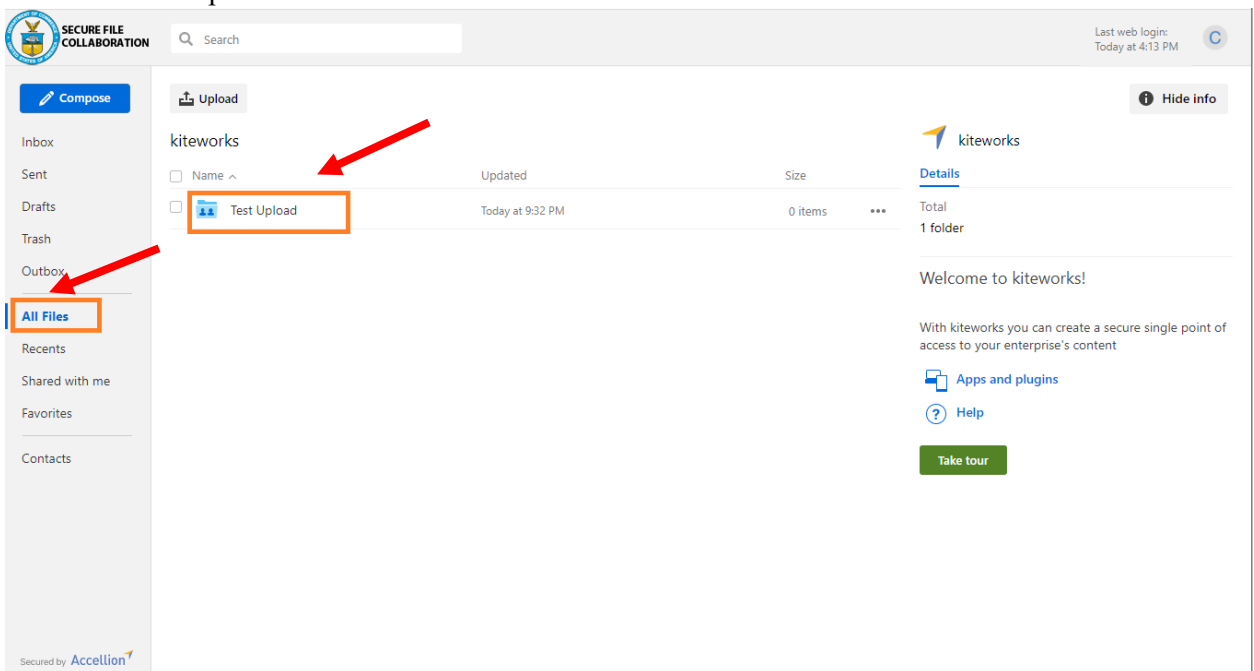 SECURE FILE
COLLABORATION
Search
Last web login:
Today at 4:13 PM
C
Compose
Upload
Hide info
Inbox
Sent
Drafts
Trash
Outbox
All Files
Recents
Shared with me
Favorites
Contacts
kiteworks
Name
Updated
Size
Test Upload
Today at 9:32 PM
0 items
kiteworks
Details
Total
1 folder
Welcome to kiteworks!
With kiteworks you can create a secure single point of
access to your enterprise's content
Apps and plugins
Help
Take tour
Secured by Accellion